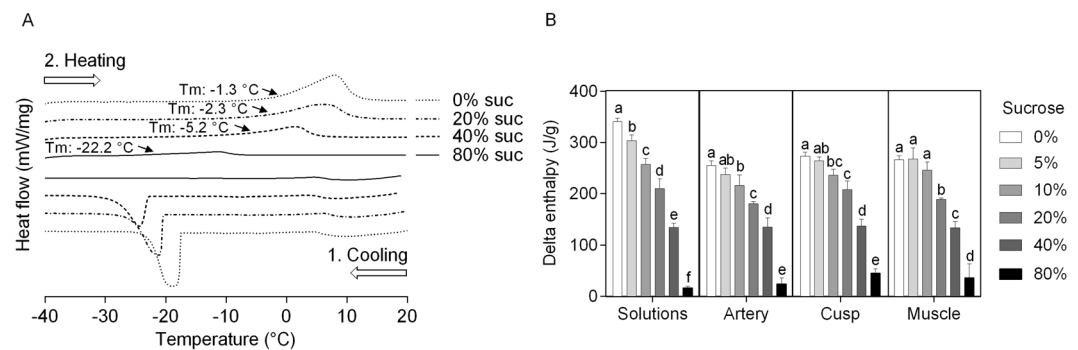 A
2. Heating
Tm: -1.3 °C
Tm: -2.3 °C
Tm: -5.2 °C
Tm: -22.2 °C
0% suc
20% suc
40% suc
80% suc
1. Cooling
Heat flow (mW/mg)
-40 -30 -20 -10 0 10 20
Temperature (°C)
B
Delta enthalpy (J/g)
400
300
200
100
0
a b c d e f
a ab b c d e
a ab bc c d e
a a a b c d
Solutions Artery Cusp Muscle
Sucrose
0%
5%
10%
20%
40%
80%